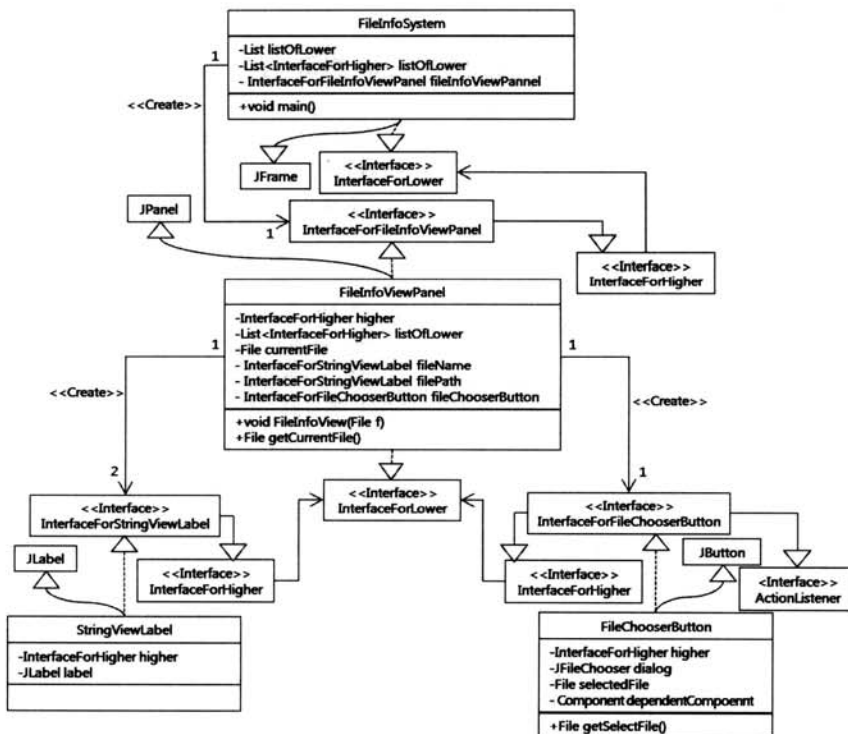 FileInfoSystem
-List listOfLower
-List<InterfaceForHigher> listOfLower
- InterfaceForFileInfoViewPanel fileInfoViewPannel
+void main()
1
<<Create>>
JFrame
<<Interface>>
InterfaceForLower
JPanel
1
<<Interface>>
InterfaceForFileInfoViewPanel
<<Interface>>
InterfaceForHigher
FileInfoViewPanel
-InterfaceForHigher higher
-List<InterfaceForHigher> listOfLower
-File currentFile
- InterfaceForStringViewLabel fileName
- InterfaceForStringViewLabel filePath
- InterfaceForFileChooserButton fileChooserButton
+void FileInfoView(File f)
+File getCurrentFile()
1
1
<<Create>>
<<Create>>
2
1
<<Interface>>
InterfaceForStringViewLabel
<<Interface>>
InterfaceForLower
<<Interface>>
InterfaceForFileChooserButton
JLabel
<<Interface>>
InterfaceForHigher
<<Interface>>
InterfaceForHigher
JButton
<Interface>>
ActionListener
StringViewLabel
-InterfaceForHigher higher
-JLabel label
FileChooserButton
-InterfaceForHigher higher
-JFileChooser dialog
-File selectedFile
- Component dependentCompoennt
+File getSelectFile()